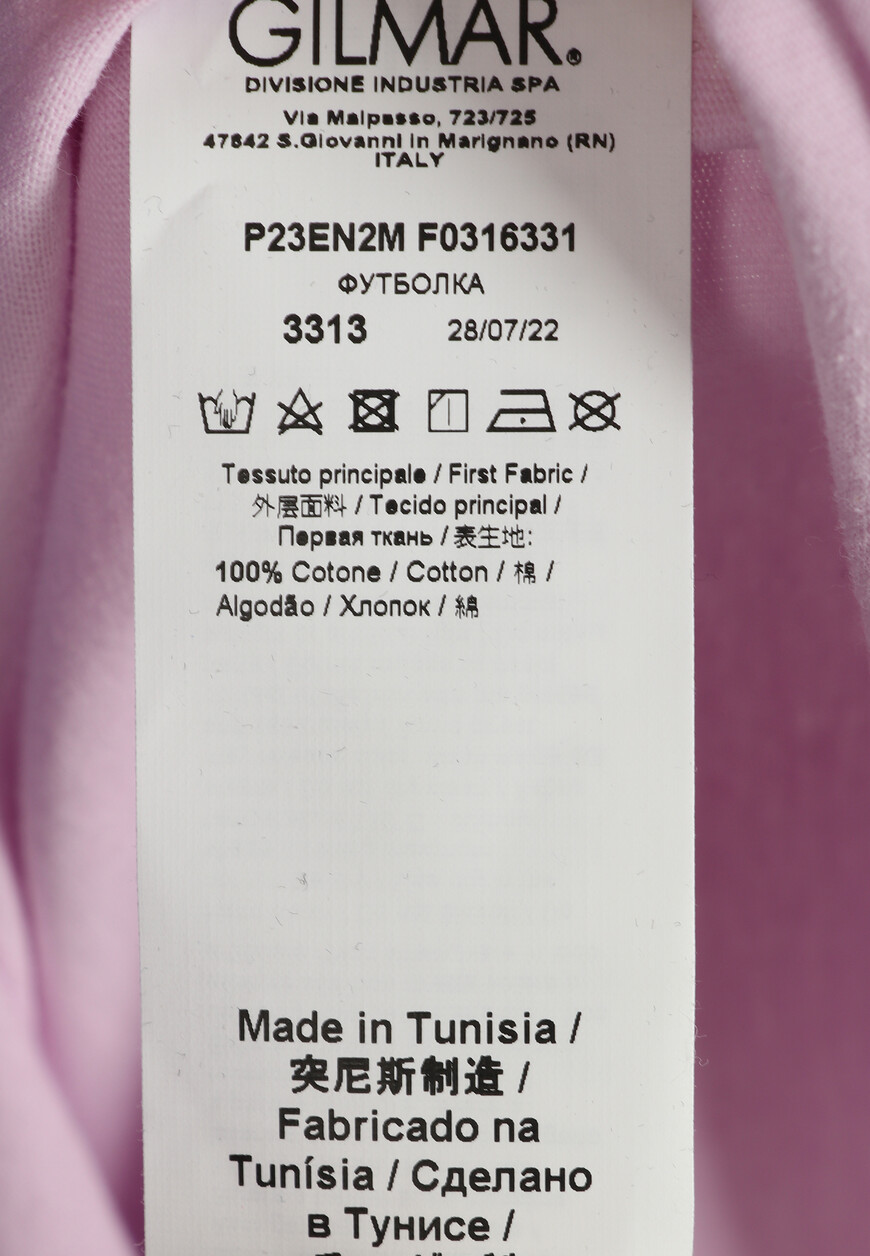 GILMAR®
DIVISIONE INDUSTRIA SPA
Via Malpasso, 723/725
47842 S.Giovanni in Marignano (RN)
ITALY
P23EN2M F0316331
ФУТБОЛКА
3313 28/07/22
Tessuto principale / First Fabric /
外层面料 / Tecido principal /
Первая ткань / 表生地:
100% Cotone / Cotton / 棉 /
Algodão / Хлопок / 綿
Made in Tunisia /
突尼斯制造 /
Fabricado na
Tunísia / Сделано
в Тунисе /